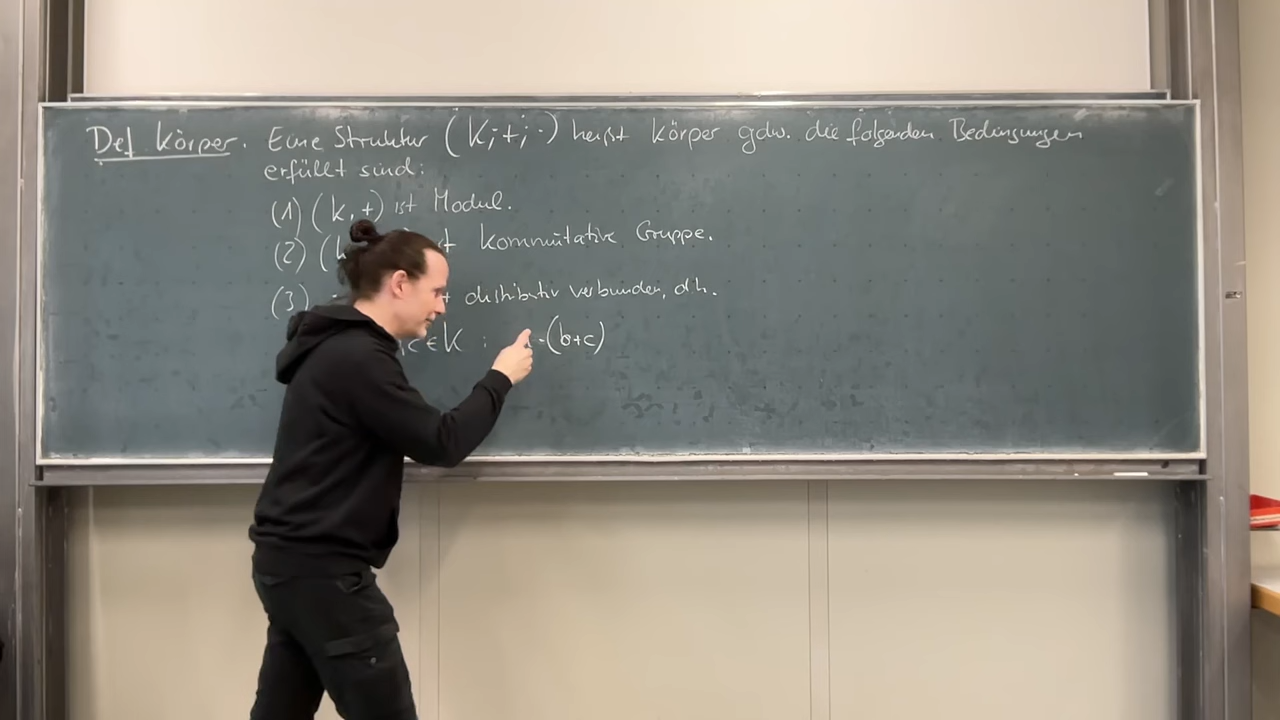 Def Körper. Eine Struktur (K; +; ·) heißt Körper gdw. die folgenden Bedingungen
erfüllt sind:
(1) (K, +) ist Modul.
(2) (K kommutative Gruppe.
(3) distributiv verbunden, d.h.
c ∈ K : ·(b+c)